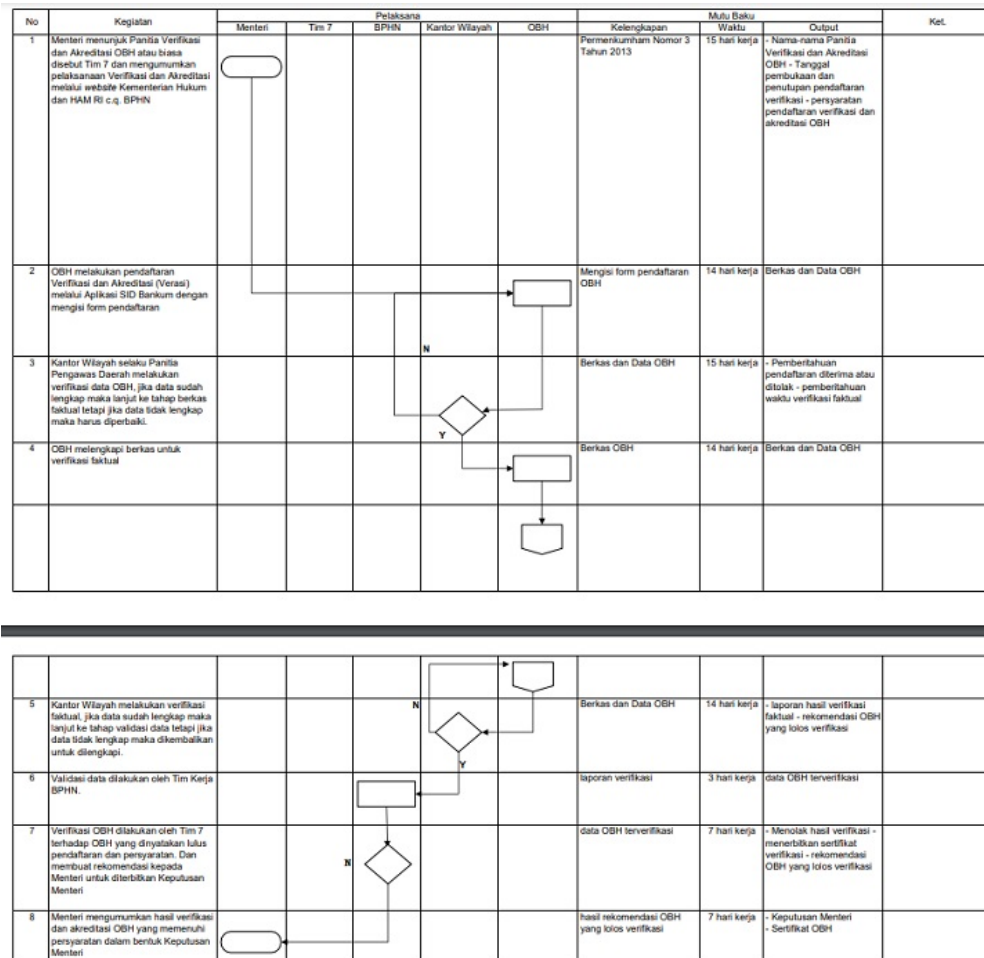 No
Kegiatan
Pelaksana
Mutu Baku
Ket.
Menteri
Tim 7
BPHN
Kantor Wilayah
OBH
Kelengkapan
Waktu
Output
1
Menteri menunjuk Panitia Verifikasi
dan Akreditasi OBH atau biasa
disebut Tim 7 dan mengumumkan
pelaksanaan Verifikasi dan Akreditasi
melalui website Kementerian Hukum
dan HAM RI c.q. BPHN
Permenkumham Nomor 3
Tahun 2013
15 hari kerja
- Nama-nama Panitia
Verifikasi dan Akreditasi
OBH - Tanggal
pembukaan dan
penutupan pendaftaran
verifikasi - persyaratan
pendaftaran verifikasi dan
akreditasi OBH
2
OBH melakukan pendaftaran
Verifikasi dan Akreditasi (Verasi)
melalui Aplikasi SID Bankum dengan
mengisi form pendaftaran
Mengisi form pendaftaran
OBH
14 hari kerja
Berkas dan Data OBH
N
3
Kantor Wilayah selaku Panitia
Pengawas Daerah melakukan
verifikasi data OBH, jika data sudah
lengkap maka lanjut ke tahap berkas
faktual tetapi jika data tidak lengkap
maka harus diperbaiki.
Y
Berkas dan Data OBH
15 hari kerja
- Pemberitahuan
pendaftaran diterima atau
ditolak - pemberitahuan
waktu verifikasi faktual
4
OBH melengkapi berkas untuk
verifikasi faktual
Berkas OBH
14 hari kerja
Berkas dan Data OBH
5
Kantor Wilayah melakukan verifikasi
faktual, jika data sudah lengkap maka
lanjut ke tahap validasi data tetapi jika
data tidak lengkap maka dikembalikan
untuk dilengkapi.
N
Y
Berkas dan Data OBH
14 hari kerja
- laporan hasil verifikasi
faktual - rekomendasi OBH
yang lolos verifikasi
6
Validasi data dilakukan oleh Tim Kerja
BPHN.
laporan verifikasi
3 hari kerja
data OBH terverifikasi
7
Verifikasi OBH dilakukan oleh Tim 7
terhadap OBH yang dinyatakan lulus
pendaftaran dan persyaratan. Dan
membuat rekomendasi kepada
Menteri untuk diterbitkan Keputusan
Menteri
N
data OBH terverifikasi
7 hari kerja
- Menolak hasil verifikasi -
menerbitkan sertifikat
verifikasi - rekomendasi
OBH yang lolos verifikasi
8
Menteri mengumumkan hasil verifikasi
dan akreditasi OBH yang memenuhi
persyaratan dalam bentuk Keputusan
Menteri
hasil rekomendasi OBH
yang lolos verifikasi
7 hari kerja
- Keputusan Menteri
- Sertifikat OBH